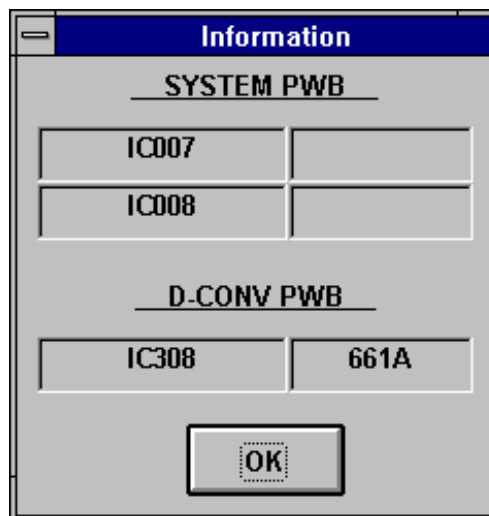 Information
SYSTEM PWB
IC007
IC008
D-CONV PWB
IC308 661A
OK